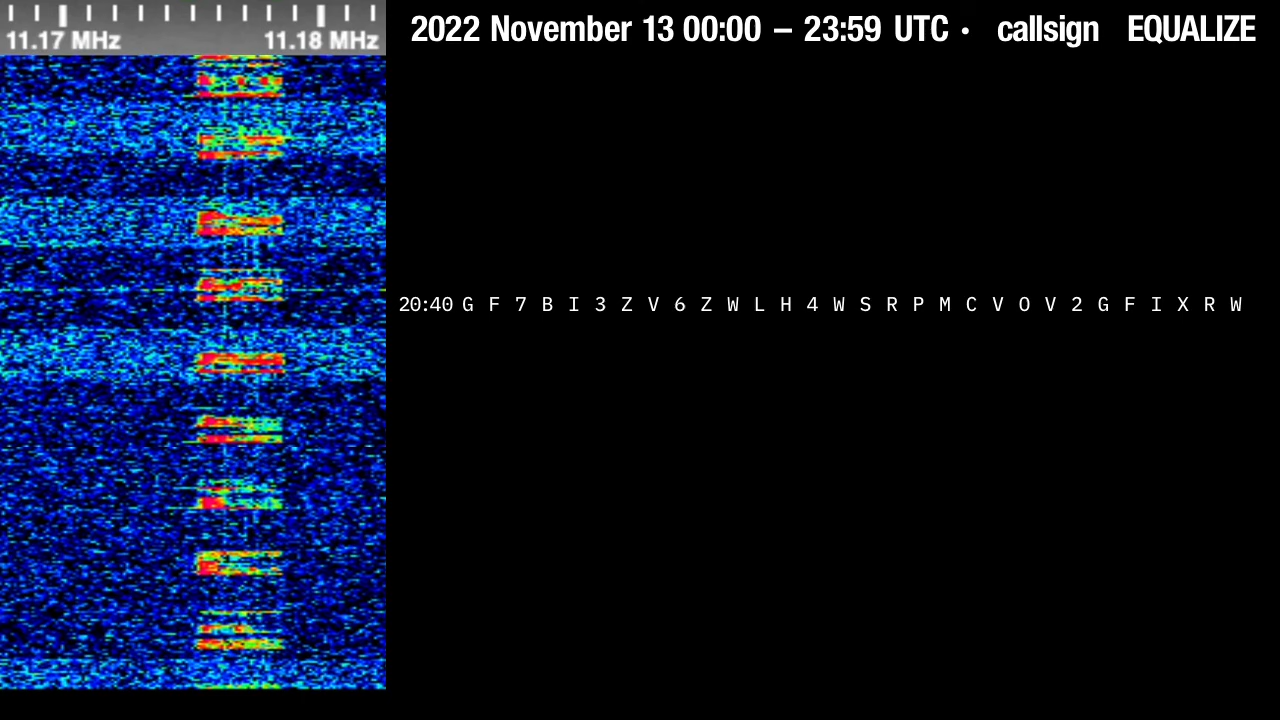 11.17 MHz 11.18 MHz
2022 November 13 00:00 – 23:59 UTC · callsign EQUALIZE
20:40 G F 7 B I 3 Z V 6 Z W L H 4 W S R P M C V O V 2 G F I X R W